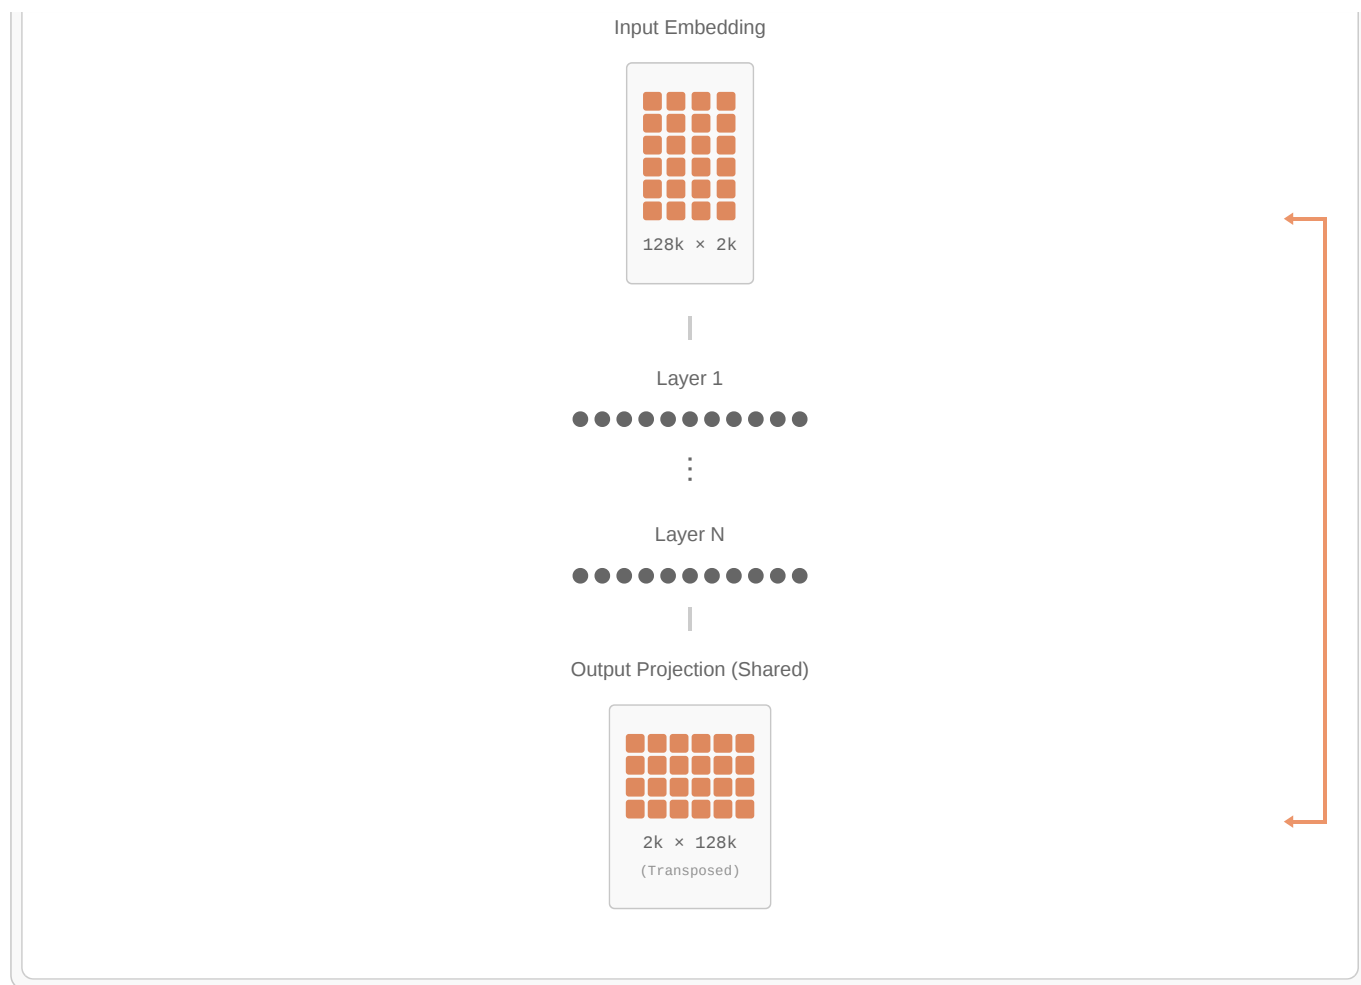 Input Embedding
128k × 2k
Layer 1
⋮
Layer N
Output Projection (Shared)
2k × 128k
(Transposed)